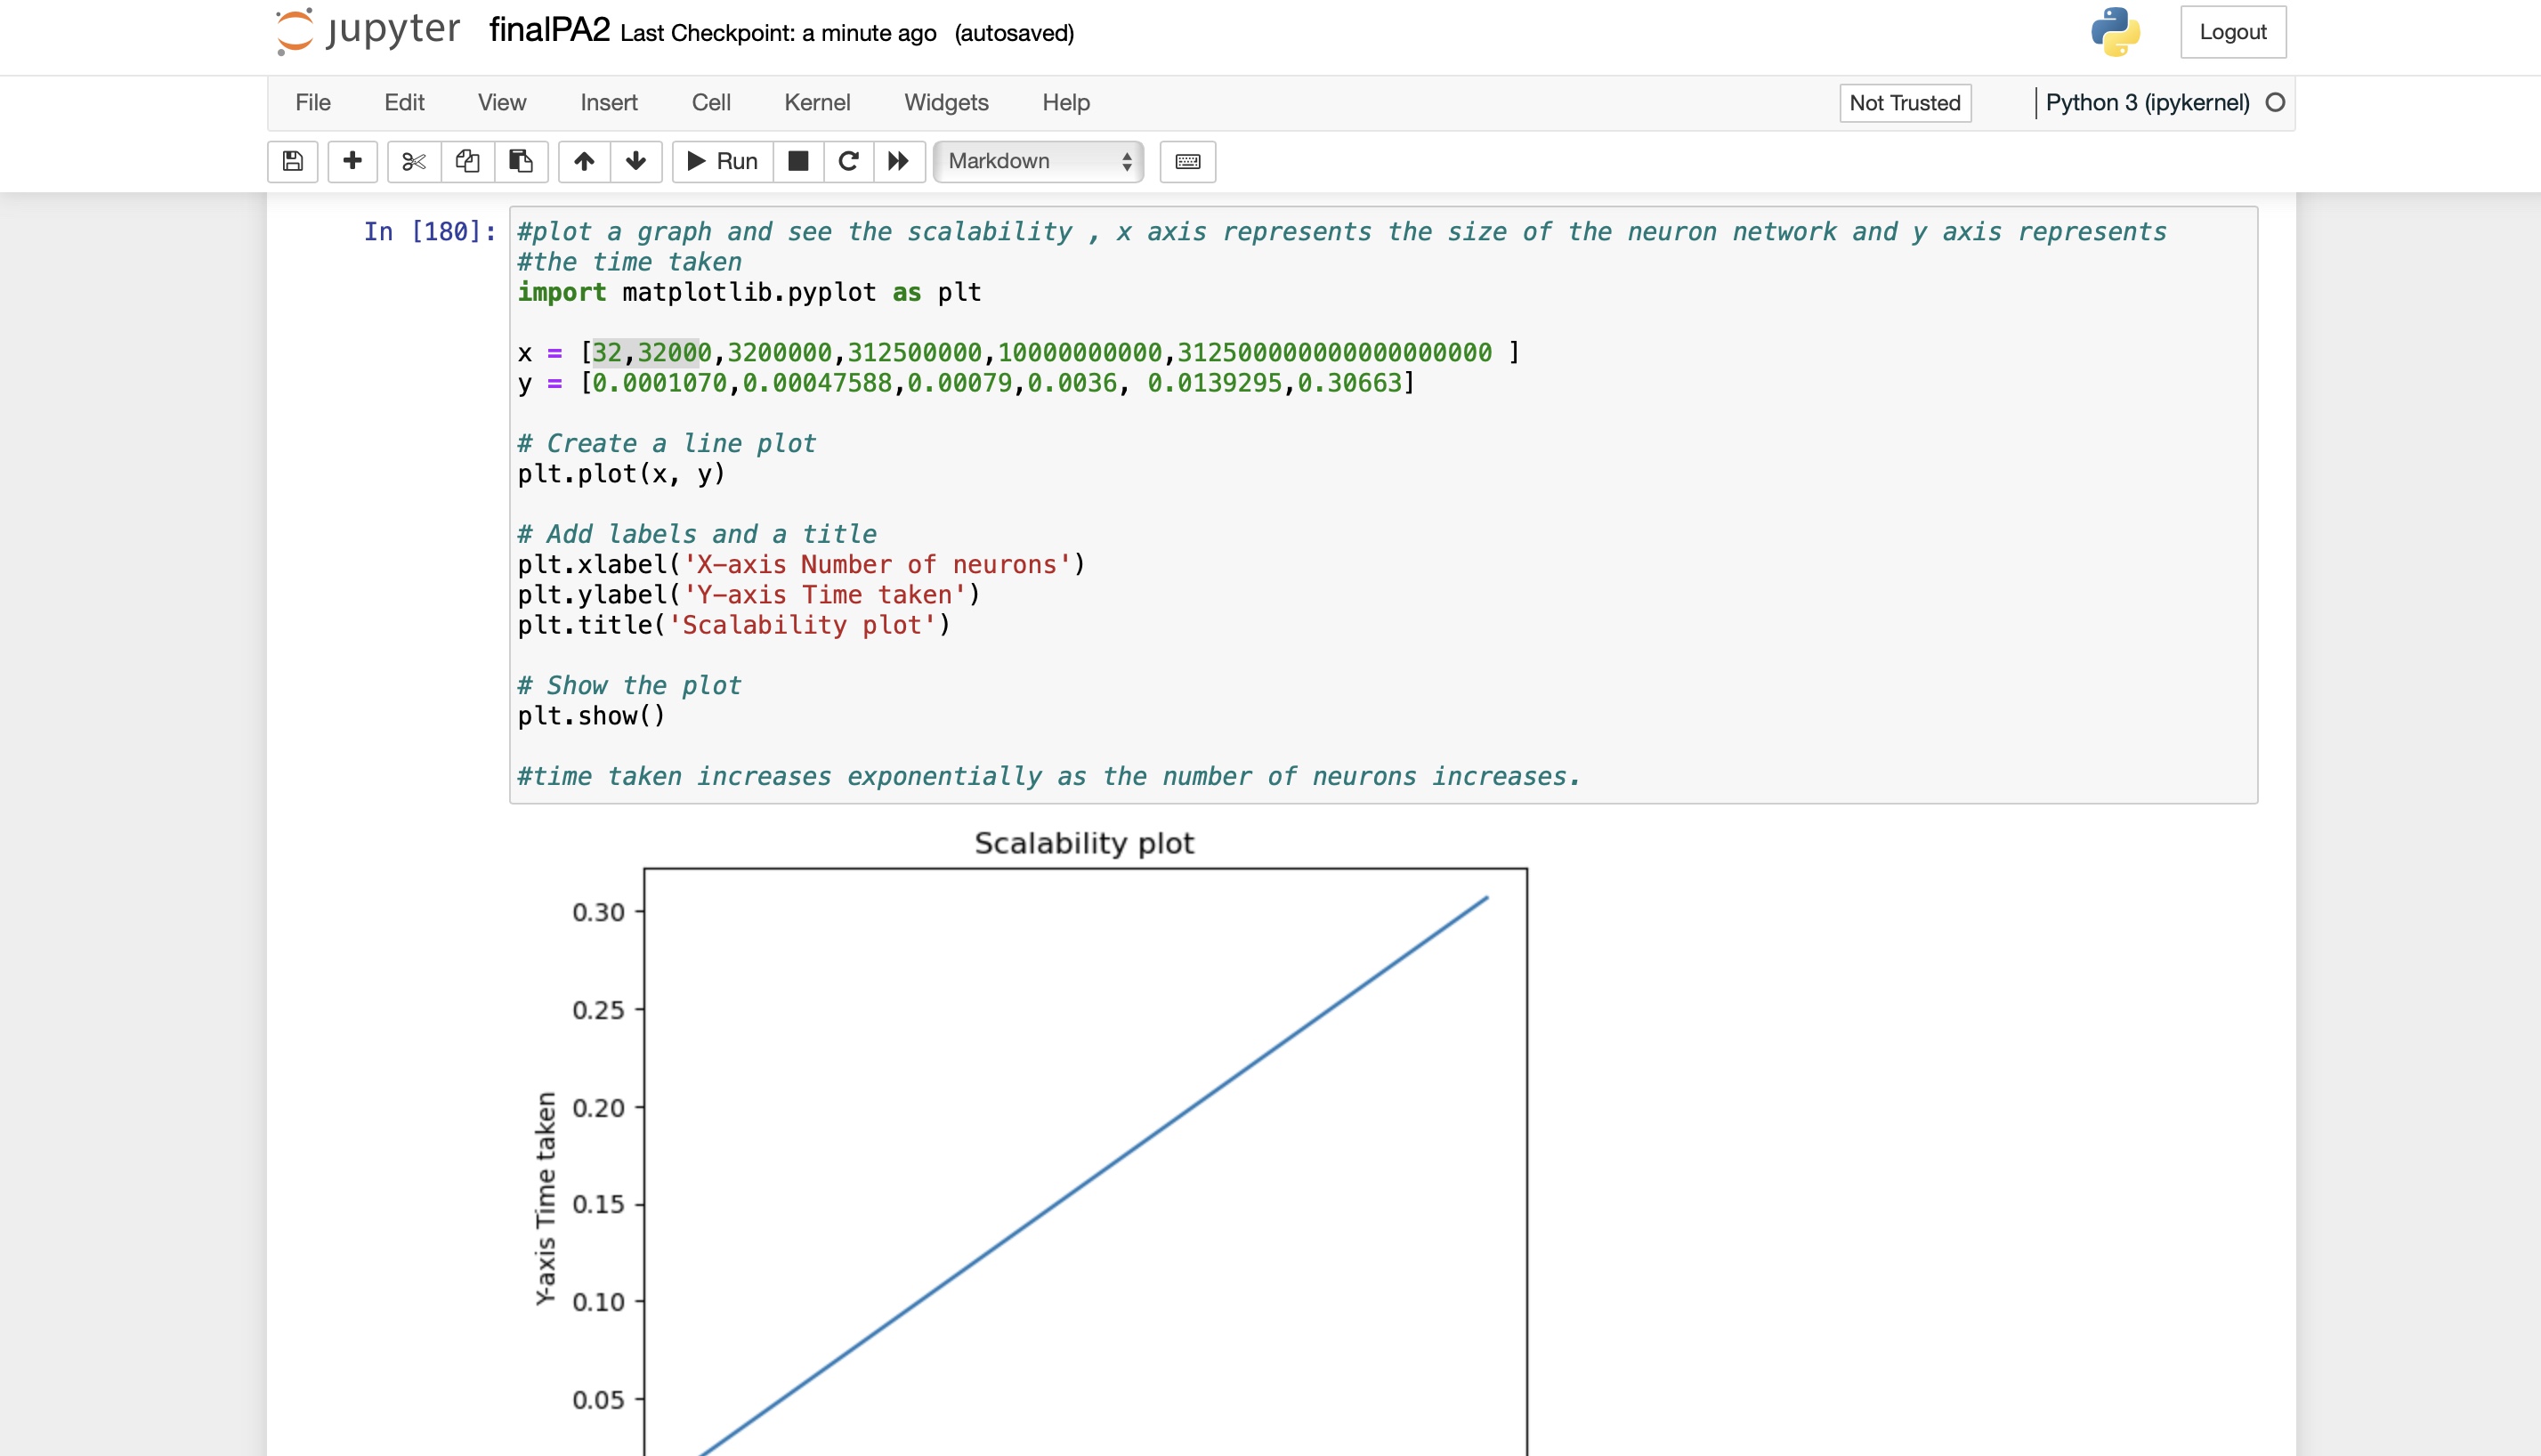 jupyter finalPA2 Last Checkpoint: a minute ago (autosaved)
Logout
File Edit View Insert Cell Kernel Widgets Help
Not Trusted
Python 3 (ipykernel)
Run
Markdown
In [180]:
#plot a graph and see the scalability , x axis represents the size of the neuron network and y axis represents
#the time taken
import matplotlib.pyplot as plt
x = [32,32000,3200000,312500000,10000000000,312500000000000000000 ]
y = [0.0001070,0.00047588,0.00079,0.0036, 0.0139295,0.30663]
# Create a line plot
plt.plot(x, y)
# Add labels and a title
plt.xlabel('X-axis Number of neurons')
plt.ylabel('Y-axis Time taken')
plt.title('Scalability plot')
# Show the plot
plt.show()
#time taken increases exponentially as the number of neurons increases.
Scalability plot
0.30
0.25
0.20
0.15
0.10
0.05
Y-axis Time taken